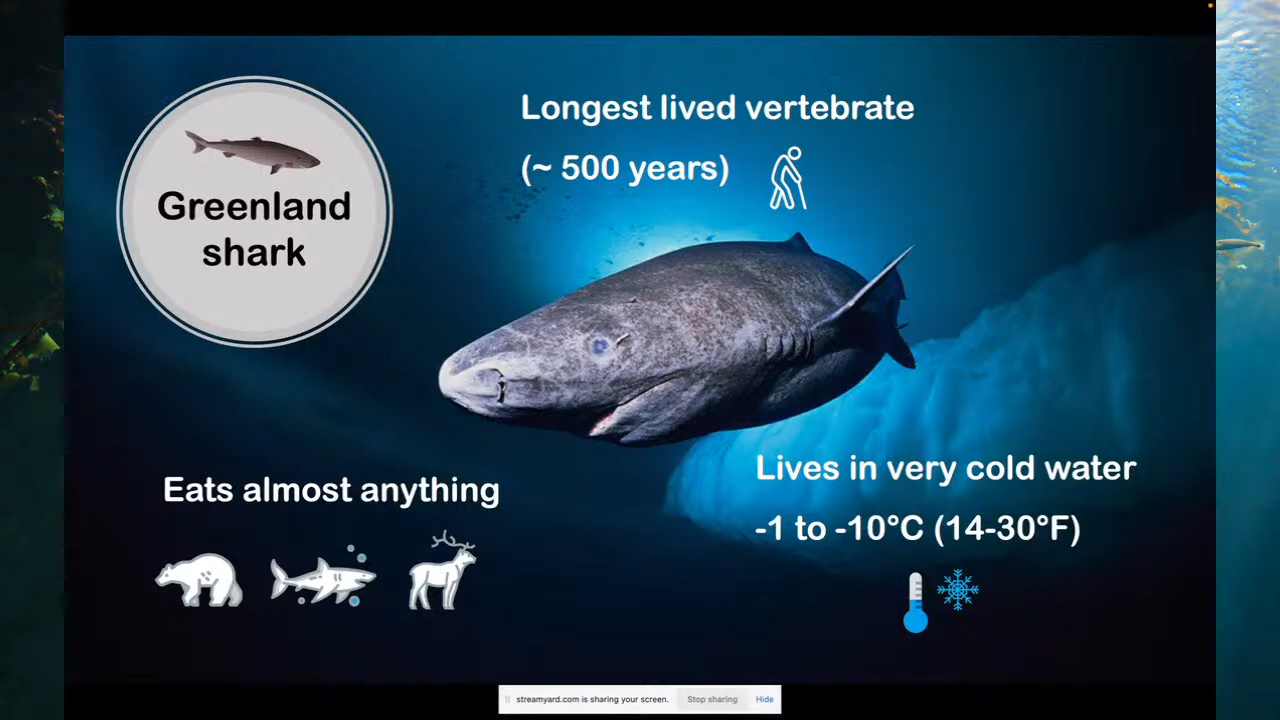 Greenland
shark
Longest lived vertebrate
(~ 500 years)
Eats almost anything
Lives in very cold water
-1 to -10°C (14-30°F)
streamyard.com is sharing your screen. Stop sharing Hide